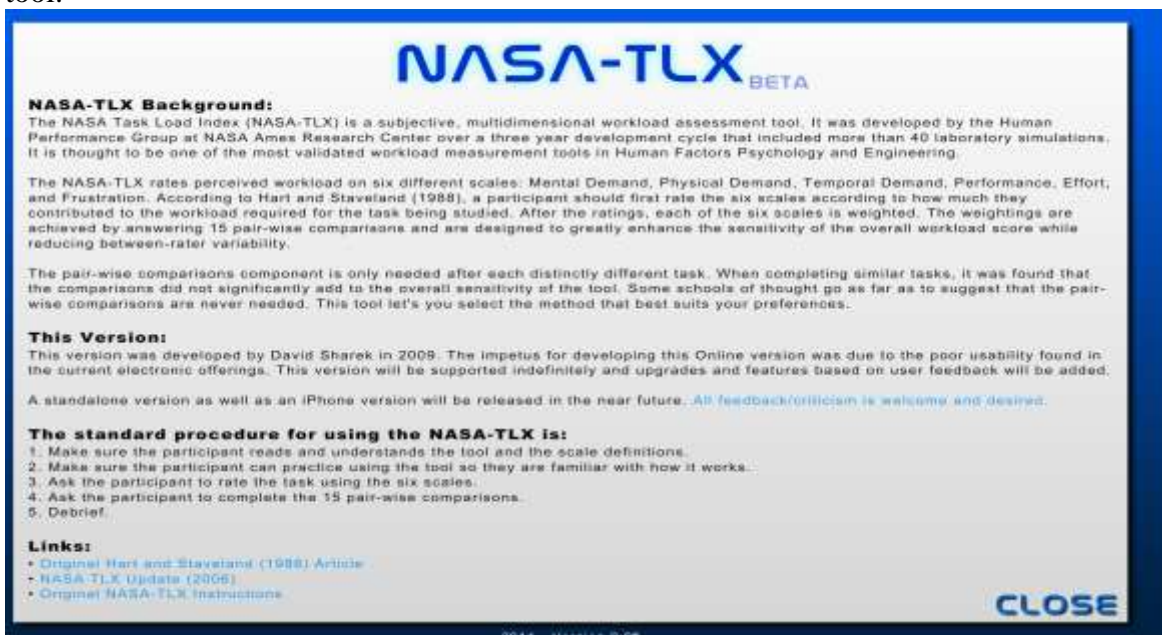 tool.
NASA-TLX BETA
NASA-TLX Background:
The NASA Task Load Index (NASA-TLX) is a subjective, multidimensional workload assessment tool. It was developed by the Human
Performance Group at NASA Ames Research Center over a three year development cycle that included more than 40 laboratory simulations.
It is thought to be one of the most validated workload measurement tools in Human Factors Psychology and Engineering.
The NASA-TLX rates perceived workload on six different scales: Mental Demand, Physical Demand, Temporal Demand, Performance, Effort,
and Frustration. According to Hart and Staveland (1988), a participant should first rate the six scales according to how much they
contributed to the workload required for the task being studied. After the ratings, each of the six scales is weighted. The weightings are
achieved by answering 15 pair-wise comparisons and are designed to greatly enhance the sensitivity of the overall workload score while
reducing between-rater variability.
The pair-wise comparisons component is only needed after each distinctly different task. When completing similar tasks, it was found that
the comparisons did not significantly add to the overall sensitivity of the tool. Some schools of thought go as far as to suggest that the pair-
wise comparisons are never needed. This tool let's you select the method that best suits your preferences.
This Version:
This version was developed by David Sharek in 2009. The impetus for developing this Online version was due to the poor usability found in
the current electronic offerings. This version will be supported indefinitely and upgrades and features based on user feedback will be added.
A standalone version as well as an iPhone version will be released in the near future. All feedback/criticism is welcome and desired.
The standard procedure for using the NASA-TLX is:
1. Make sure the participant reads and understands the tool and the scale definitions.
2. Make sure the participant can practice using the tool so they are familiar with how it works.
3. Ask the participant to rate the task using the six scales.
4. Ask the participant to complete the 15 pair-wise comparisons.
5. Debrief.
Links:
• Original Hart and Staveland (1988) Article
• NASA TLX Update (2006)
• Original NASA-TLX Instructions
CLOSE